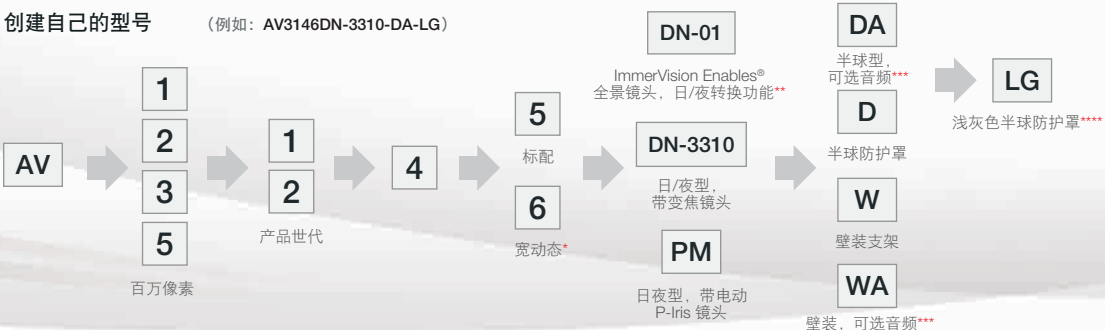 创建自己的型号 （例如：AV3146DN-3310-DA-LG）
AV
1
2
3
5
百万像素
1
2
产品世代
4
5
标配
6
宽动态*
DN-01
ImmerVision Enables®
全景镜头，日/夜转换功能**
DN-3310
日/夜型，
带变焦镜头
PM
日夜型，带电动
P-Iris 镜头
DA
半球型，
可选音频***
D
半球防护罩
W
壁装支架
WA
壁装，可选音频***
LG
浅灰色半球防护罩****